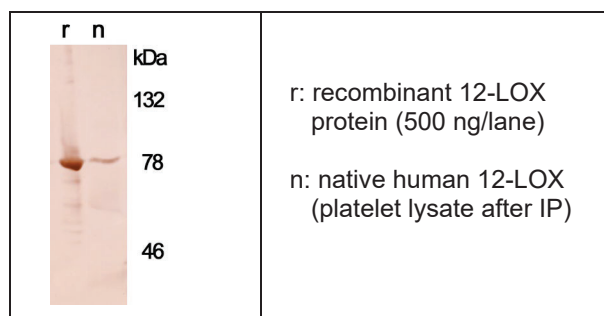 r n
kDa
132
78
46
r: recombinant 12-LOX
protein (500 ng/lane)
n: native human 12-LOX
(platelet lysate after IP)